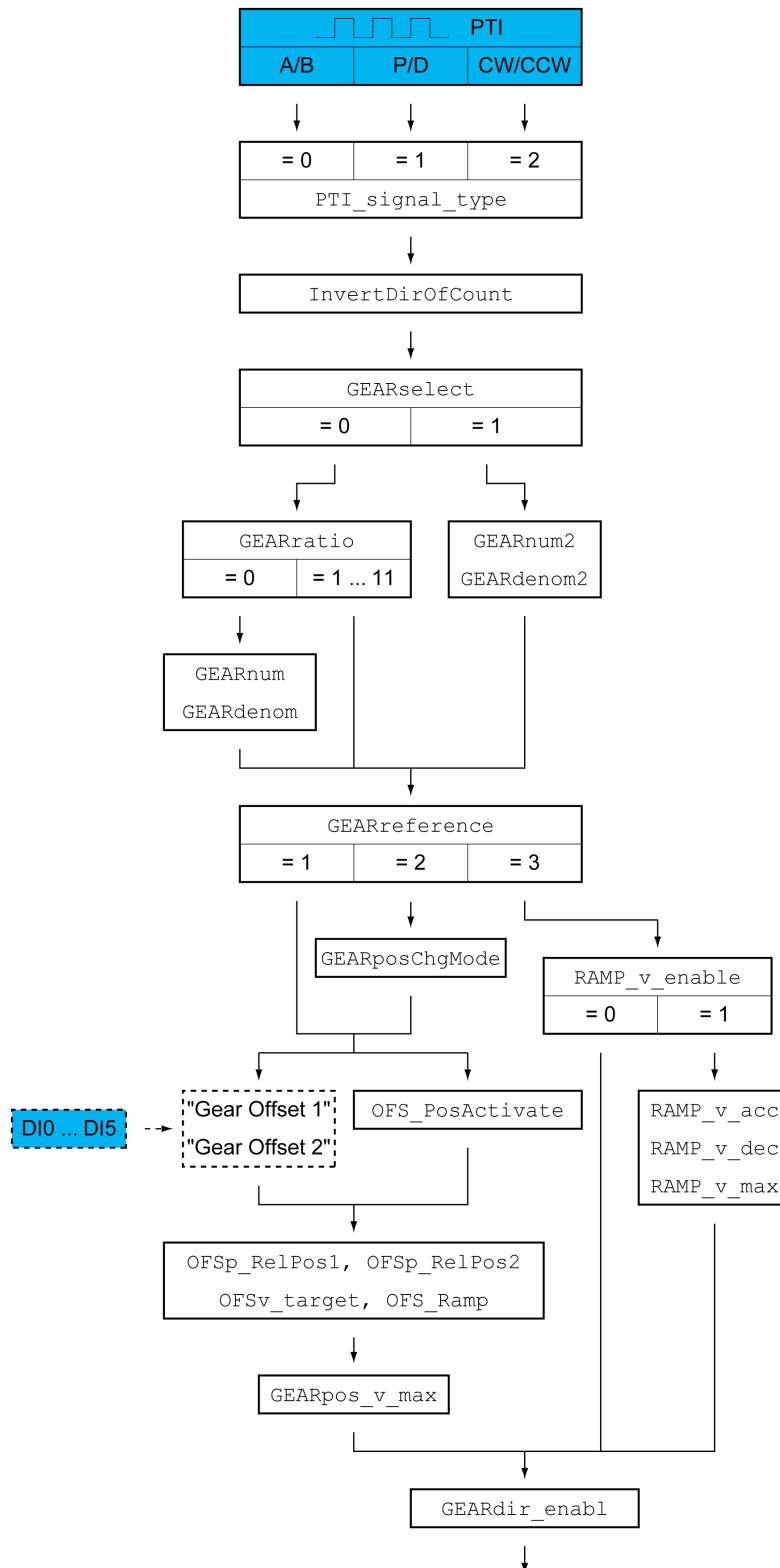 PTI
A/B P/D CW/CCW
= 0 = 1 = 2
PTI_signal_type
InvertDirOfCount
GEARselect
= 0 = 1
GEARratio
= 0 = 1 ... 11
GEARnum2
GEARdenom2
GEARnum
GEARdenom
GEARreference
= 1 = 2 = 3
GEARposChgMode
RAMP_v_enable
= 0 = 1
DI0 ... DI5
"Gear Offset 1"
"Gear Offset 2"
OFS_PosActivate
RAMP_v_acc
RAMP_v_dec
RAMP_v_max
OFSp_RelPos1, OFSp_RelPos2
OFSv_target, OFS_Ramp
GEARpos_v_max
GEARdir_enabl